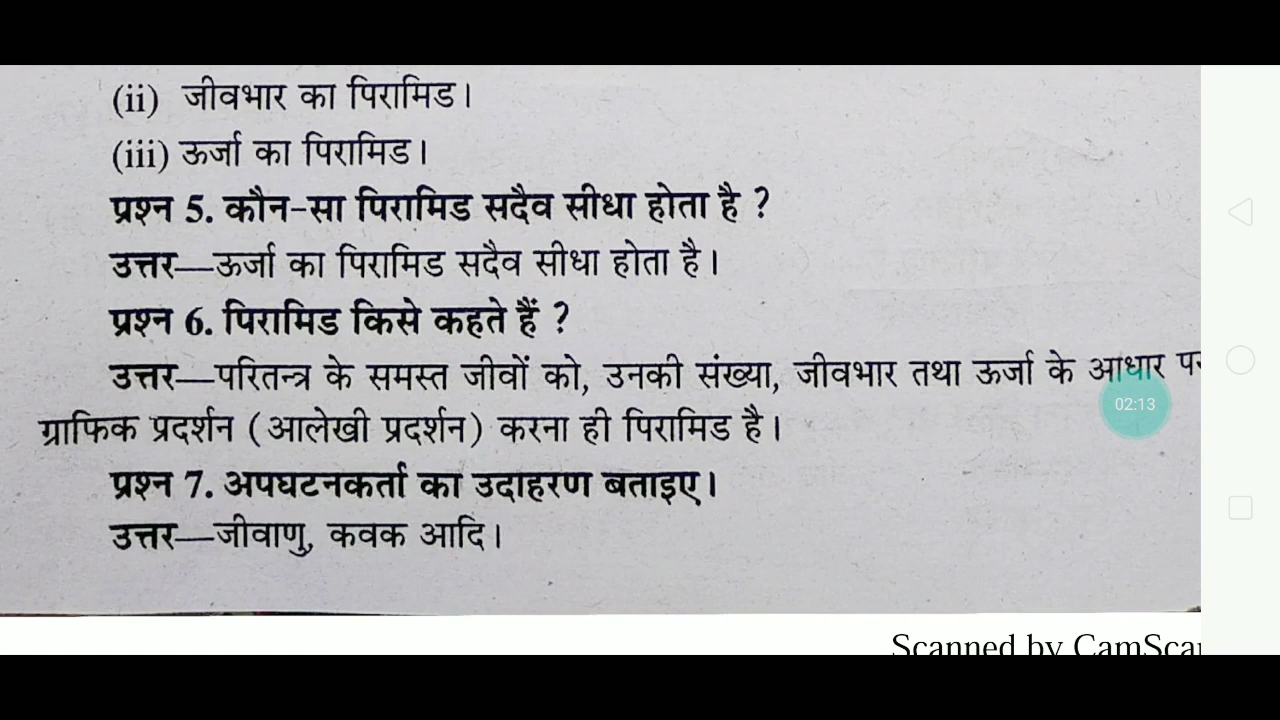 (ii) जीवभार का पिरामिड।
(iii) ऊर्जा का पिरामिड।
प्रश्न 5. कौन-सा पिरामिड सदैव सीधा होता है ?
उत्तर—ऊर्जा का पिरामिड सदैव सीधा होता है।
प्रश्न 6. पिरामिड किसे कहते हैं ?
उत्तर—परितन्त्र के समस्त जीवों को, उनकी संख्या, जीवभार तथा ऊर्जा के आधार
02:13
ग्राफिक प्रदर्शन (आलेखी प्रदर्शन) करना ही पिरामिड है।
प्रश्न 7. अपघटनकर्ता का उदाहरण बताइए।
उत्तर—जीवाणु, कवक आदि।
Scanned by